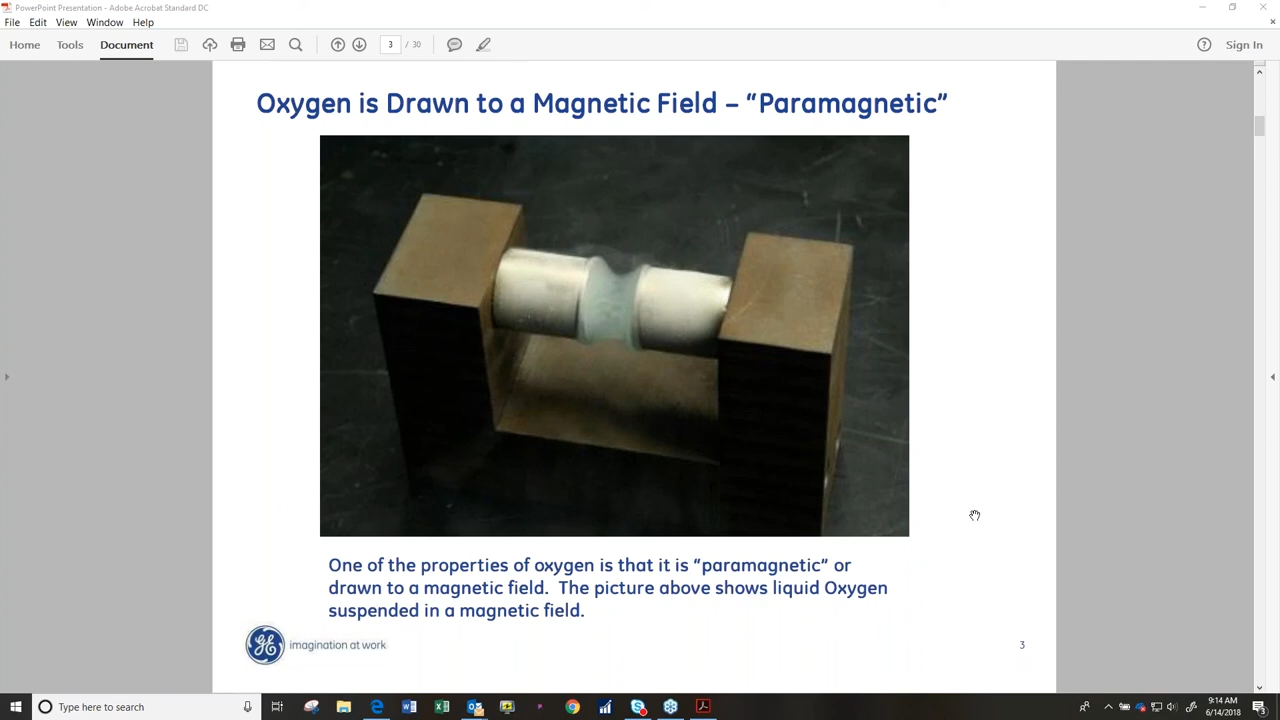 PowerPoint Presentation - Adobe Acrobat Standard DC
File Edit View Window Help
Home Tools Document 3 / 30 Sign In
Oxygen is Drawn to a Magnetic Field – “Paramagnetic”
One of the properties of oxygen is that it is “paramagnetic” or
drawn to a magnetic field. The picture above shows liquid Oxygen
suspended in a magnetic field.
GE imagination at work 3
Type here to search
9:14 AM
6/14/2018